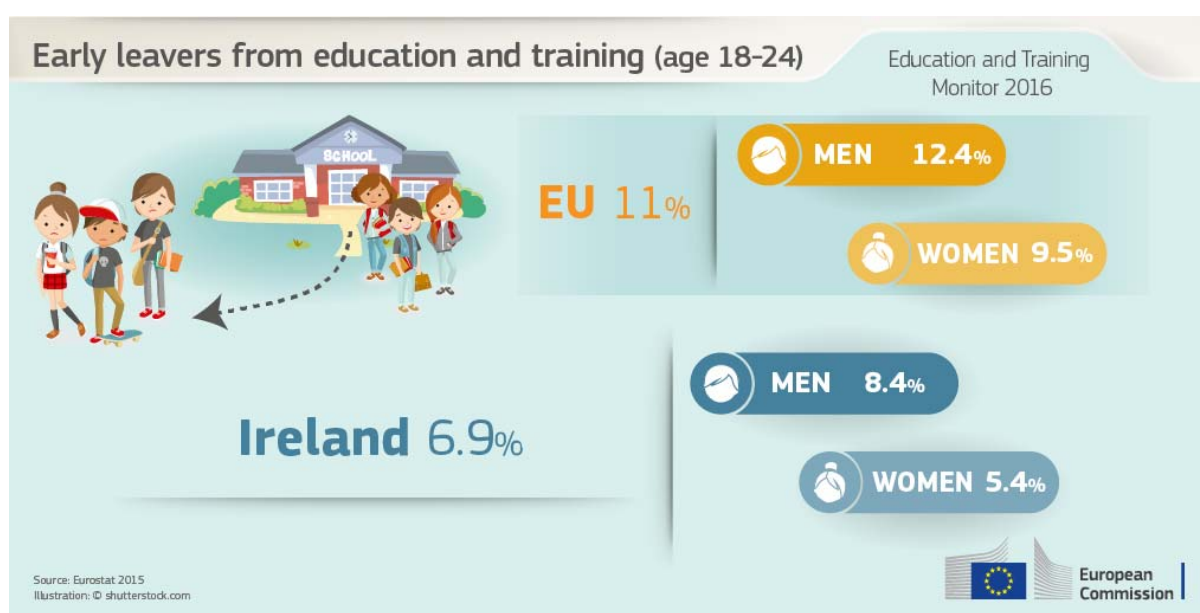 Early leavers from education and training (age 18-24)
Education and Training
Monitor 2016
SCHOOL
EU 11%
MEN 12.4%
WOMEN 9.5%
Ireland 6.9%
MEN 8.4%
WOMEN 5.4%
Source: Eurostat 2015
Illustration: © shutterstock.com
European
Commission